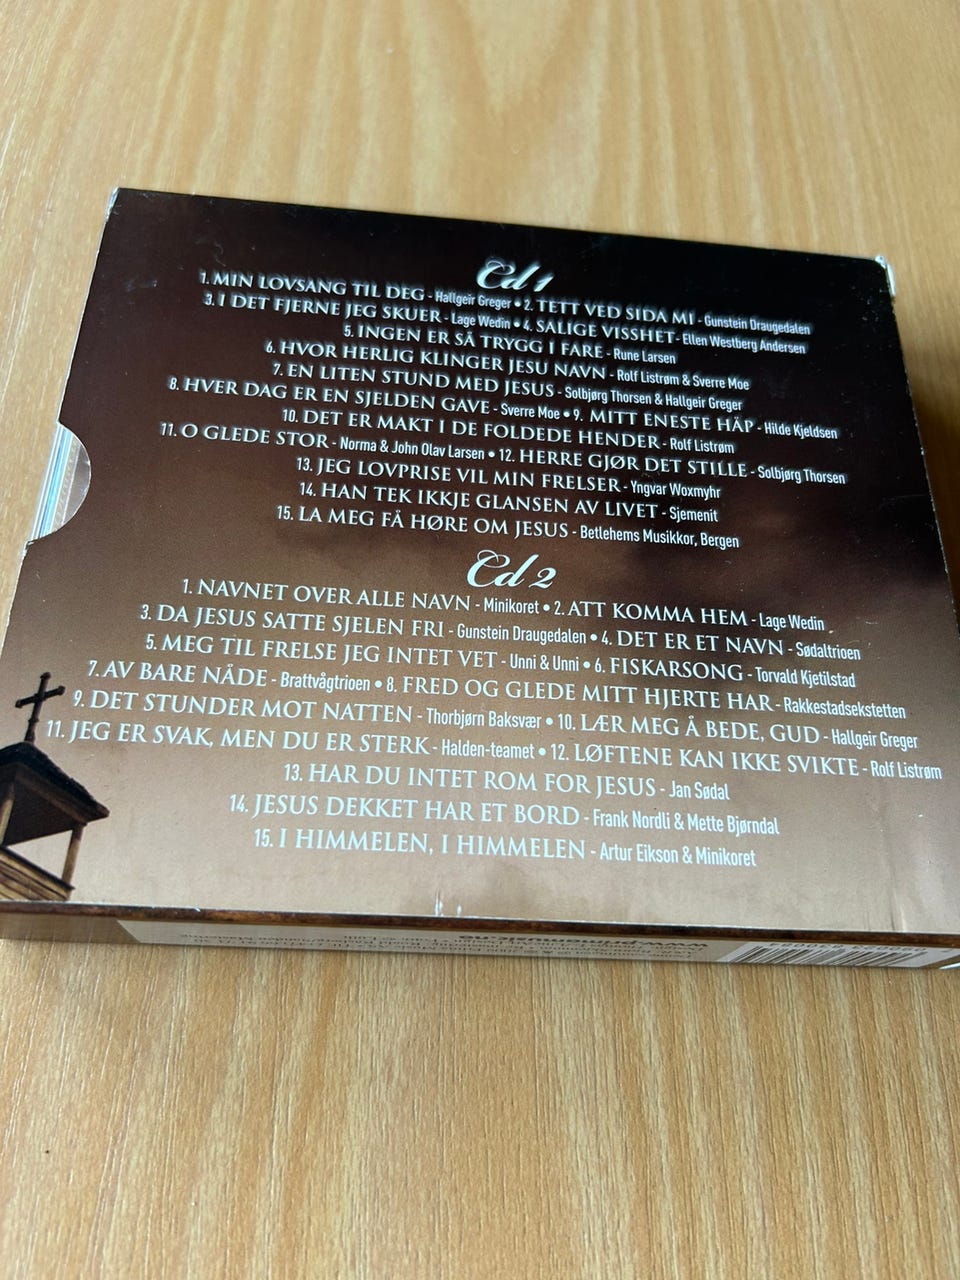 Cd 1
1. MIN LOVSANG TIL DEG - Hallgeir Greger • 2. TETT VED SIDA MI - Gunstein Draugedalen
3. I DET FJERNE JEG SKUER - Lage Wedin • 4. SALIGE VISSHET - Ellen Westberg Andersen
5. INGEN ER SÅ TRYGG I FARE - Rune Larsen
6. HVOR HERLIG KLINGER JESU NAVN - Rolf Listrøm & Sverre Moe
7. EN LITEN STUND MED JESUS - Solbjørg Thorsen & Hallgeir Greger
8. HVER DAG ER EN SJELDEN GAVE - Sverre Moe • 9. MITT ENESTE HÅP - Hilde Kjeldsen
10. DET ER MAKT I DE FOLDEDE HENDER - Rolf Listrøm
11. O GLEDE STOR - Norma & John Olav Larsen • 12. HERRE GJØR DET STILLE - Solbjørg Thorsen
13. JEG LOVPRISE VIL MIN FRELSER - Yngvar Woxmyhr
14. HAN TEK IKKJE GLANSEN AV LIVET - Sjemenit
15. LA MEG FÅ HØRE OM JESUS - Betlehems Musikkor, Bergen
Cd 2
1. NAVNET OVER ALLE NAVN - Minikoret • 2. ATT KOMMA HEM - Lage Wedin
3. DA JESUS SATTE SJELEN FRI - Gunstein Draugedalen • 4. DET ER ET NAVN - Sødaltrioen
5. MEG TIL FRELSE JEG INTET VET - Unni & Unni • 6. FISKARSONG - Torvald Kjetilstad
7. AV BARE NÅDE - Brattvågtrioen • 8. FRED OG GLEDE MITT HJERTE HAR - Rakkestadsekstetten
9. DET STUNDER MOT NATTEN - Thorbjørn Baksvær • 10. LÆR MEG Å BEDE, GUD - Hallgeir Greger
11. JEG ER SVAK, MEN DU ER STERK - Halden-teamet • 12. LØFTENE KAN IKKE SVIKTE - Rolf Listrøm
13. HAR DU INTET ROM FOR JESUS - Jan Sødal
14. JESUS DEKKET HAR ET BORD - Frank Nordli & Mette Bjørndal
15. I HIMMELEN, I HIMMELEN - Artur Eikson & Minikoret
www.primamusic.no